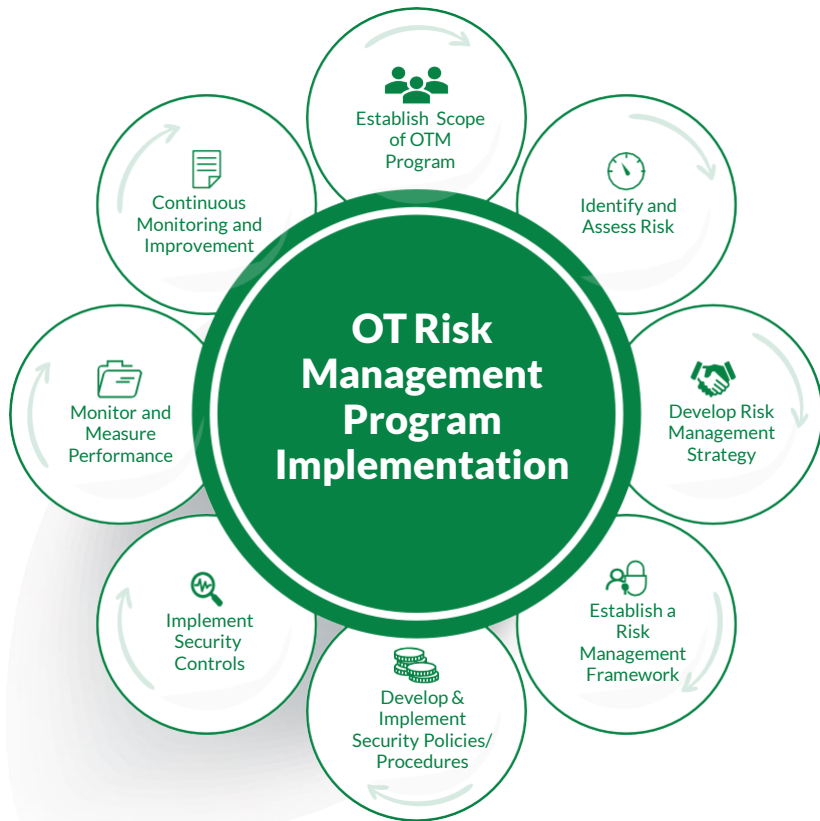 Establish Scope
of OTM
Program
Identify and
Assess Risk
Develop Risk
Management
Strategy
Establish a
Risk
Management
Framework
Develop &
Implement
Security Policies/
Procedures
Implement
Security
Controls
Monitor and
Measure
Performance
Continuous
Monitoring and
Improvement
OT Risk
Management
Program
Implementation